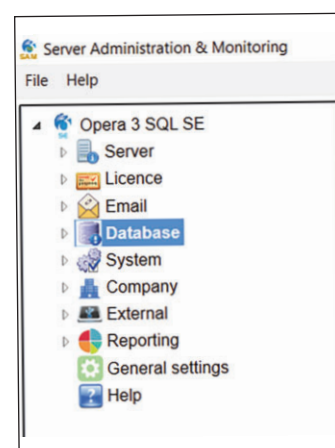 Server Administration & Monitoring
File Help
Opera 3 SQL SE
Server
Licence
Email
Database
System
Company
External
Reporting
General settings
Help